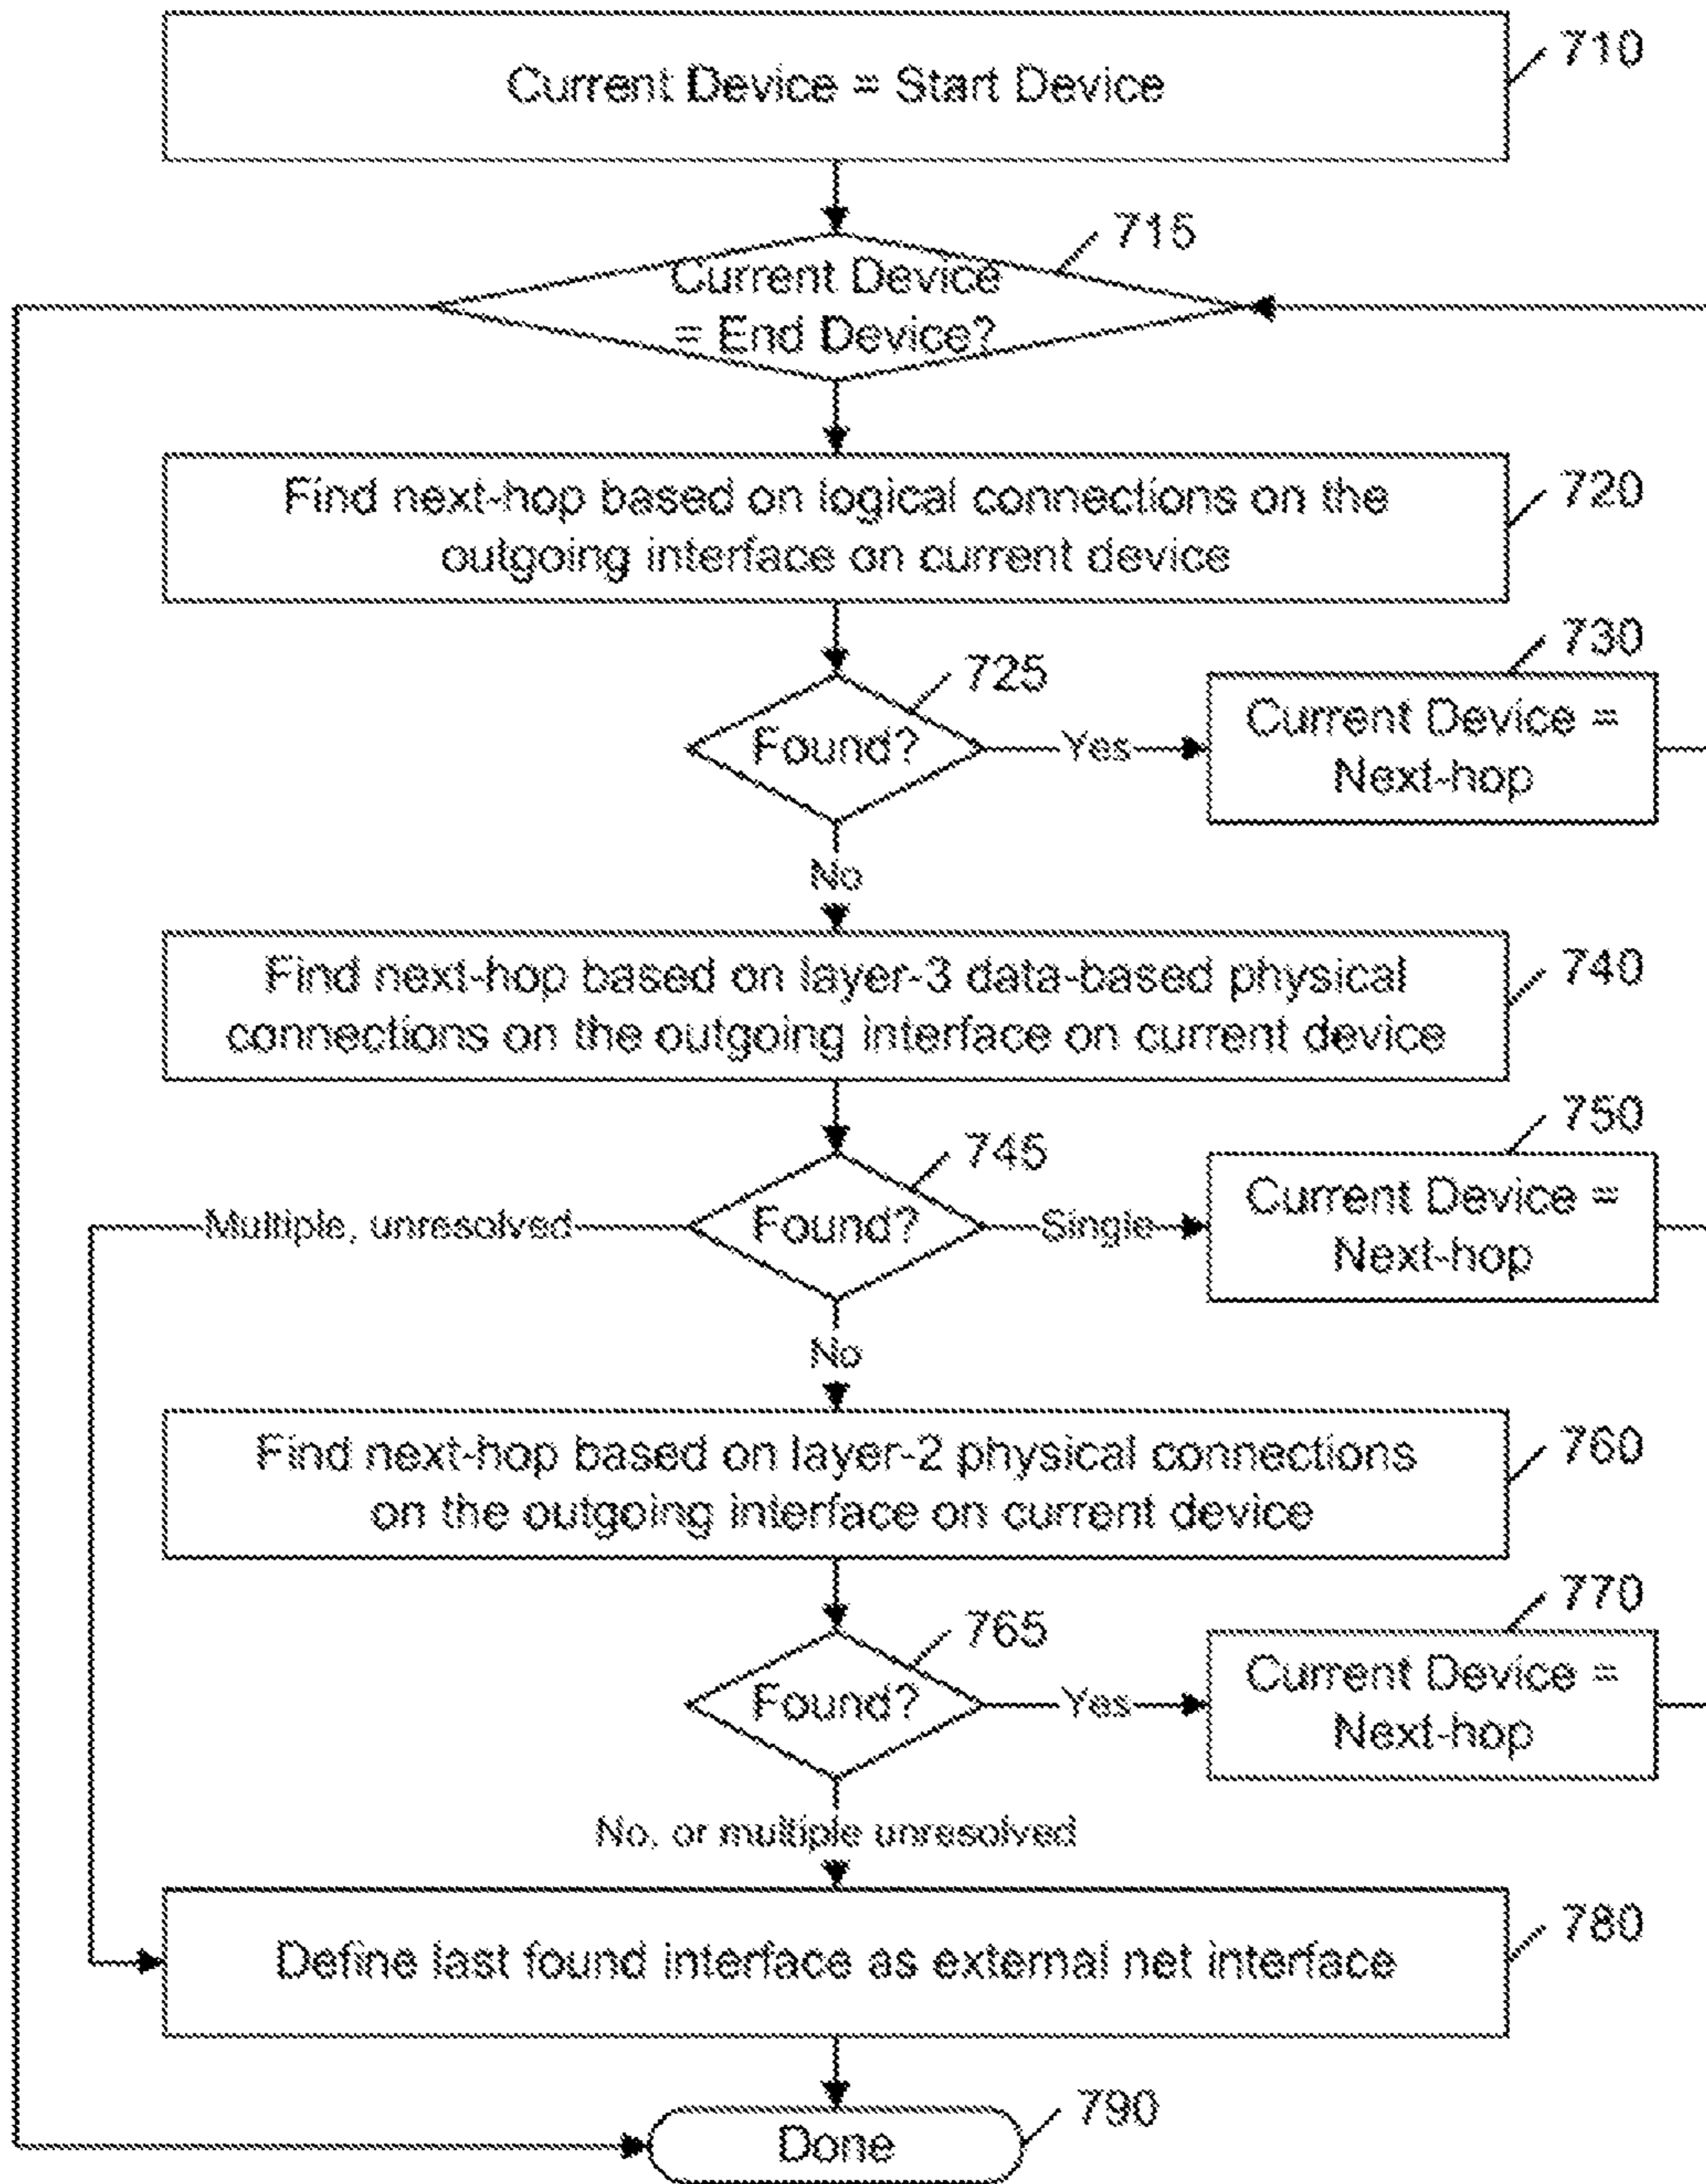 Current Device = Start Device
710
715
Current Device
= End Device?
Find next-hop based on logical connections on the
outgoing interface on current device
720
725
Found?
Yes
730
Current Device =
Next-hop
No
Find next-hop based on layer-3 data-based physical
connections on the outgoing interface on current device
740
745
Multiple, unresolved
Found?
Single
750
Current Device =
Next-hop
No
Find next-hop based on layer-2 physical connections
on the outgoing interface on current device
760
765
Found?
Yes
770
Current Device =
Next-hop
No, or multiple unresolved
Define last found interface as external net interface
780
790
Done